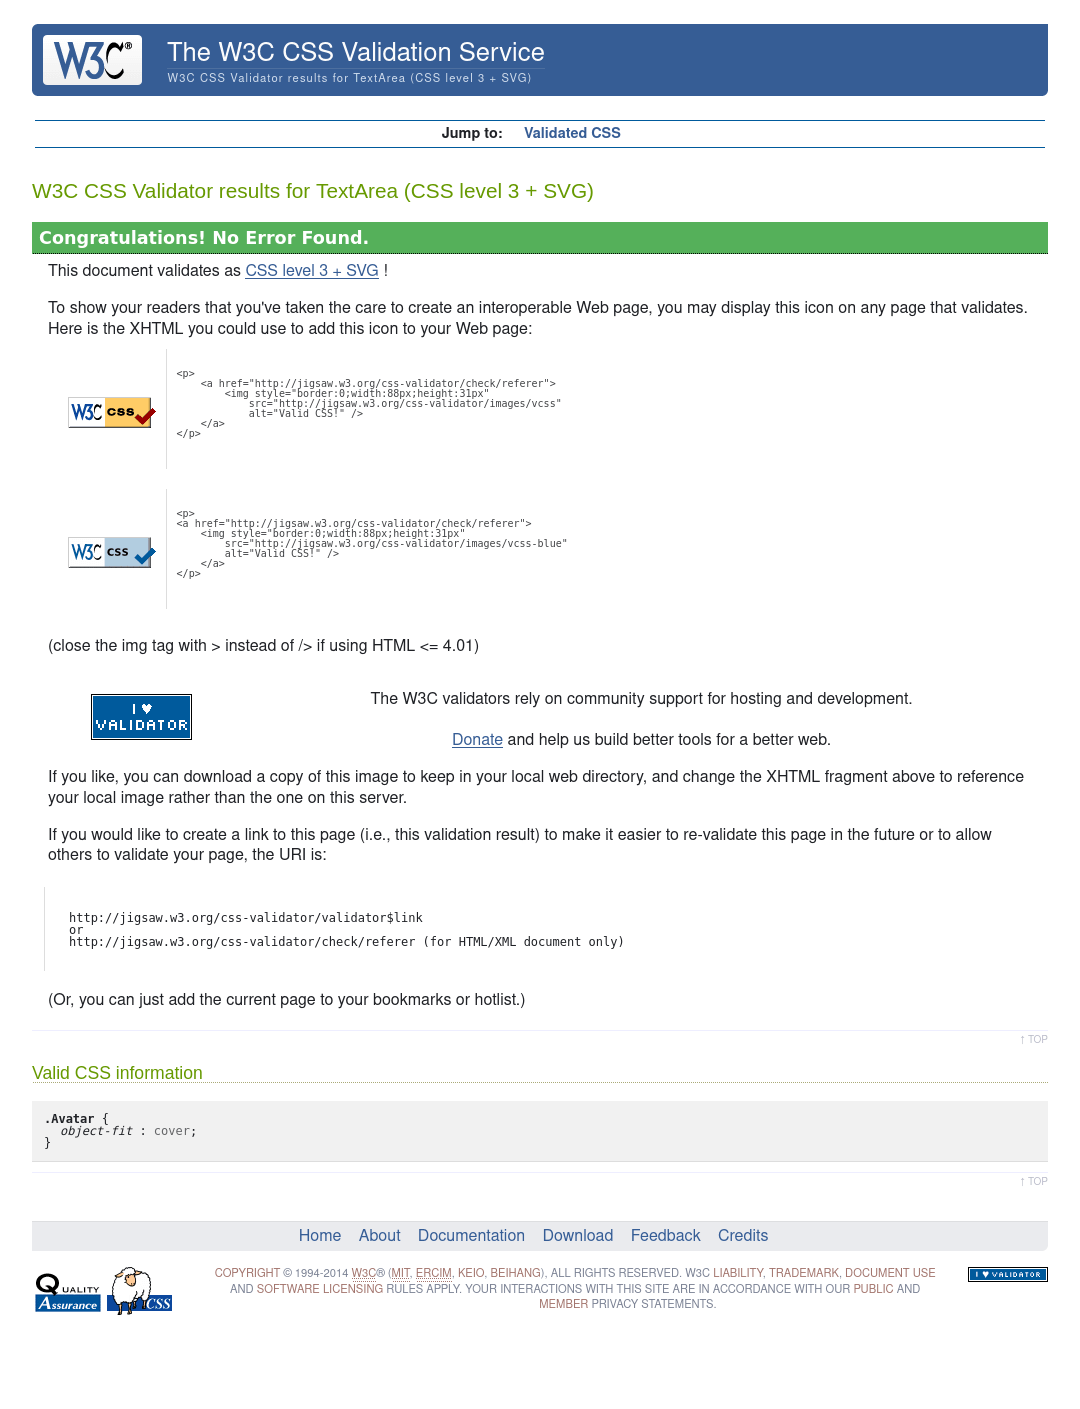 W3C®
The W3C CSS Validation Service
W3C CSS Validator results for TextArea (CSS level 3 + SVG)
Jump to: Validated CSS
W3C CSS Validator results for TextArea (CSS level 3 + SVG)
Congratulations! No Error Found.
This document validates as CSS level 3 + SVG !
To show your readers that you've taken the care to create an interoperable Web page, you may display this icon on any page that validates.
Here is the XHTML you could use to add this icon to your Web page:
W3C CSS
<p>
    <a href="http://jigsaw.w3.org/css-validator/check/referer">
        <img style="border:0;width:88px;height:31px"
            src="http://jigsaw.w3.org/css-validator/images/vcss"
            alt="Valid CSS!" />
    </a>
</p>
W3C CSS
<p>
<a href="http://jigsaw.w3.org/css-validator/check/referer">
    <img style="border:0;width:88px;height:31px"
        src="http://jigsaw.w3.org/css-validator/images/vcss-blue"
        alt="Valid CSS!" />
    </a>
</p>
(close the img tag with > instead of /> if using HTML <= 4.01)
I ♥
VALIDATOR
The W3C validators rely on community support for hosting and development.
Donate and help us build better tools for a better web.
If you like, you can download a copy of this image to keep in your local web directory, and change the XHTML fragment above to reference
your local image rather than the one on this server.
If you would like to create a link to this page (i.e., this validation result) to make it easier to re-validate this page in the future or to allow
others to validate your page, the URI is:
http://jigsaw.w3.org/css-validator/validator$link
or
http://jigsaw.w3.org/css-validator/check/referer (for HTML/XML document only)
(Or, you can just add the current page to your bookmarks or hotlist.)
↑ TOP
Valid CSS information
.Avatar {
  object-fit : cover;
}
↑ TOP
Home About Documentation Download Feedback Credits
QUALITY
Assurance
CSS
COPYRIGHT © 1994-2014 W3C® (MIT, ERCIM, KEIO, BEIHANG), ALL RIGHTS RESERVED. W3C LIABILITY, TRADEMARK, DOCUMENT USE
AND SOFTWARE LICENSING RULES APPLY. YOUR INTERACTIONS WITH THIS SITE ARE IN ACCORDANCE WITH OUR PUBLIC AND
MEMBER PRIVACY STATEMENTS.
I ♥ VALIDATOR